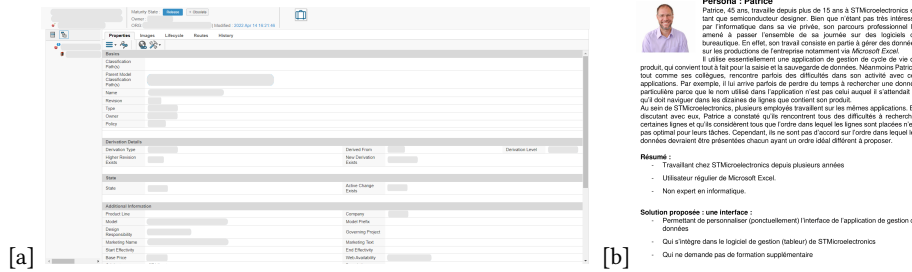 Maturity State: Release
Owner
Modified : 2022 Apr 14 16:21:46
Properties Images Lifecycle Routes History
Basics
Classification
Path(s)
Parent Model
Classification
Path(s)
Name
Revision
Type
Owner
Policy
Derivation Details
Derivation Type Derived From Derivation Level
Higher Revision New Derivation
Exists Exists
State
State Active Change
Exists
Additional Information
Product Line Company
Model Model Prefix
Design
Responsibility Governing Project
Marketing Name Marketing Text
Start Effectivity End Effectivity
Base Price Web Availability
[a]
Persona : Patrice
Patrice, 45 ans, travaille depuis plus de 15 ans à STMicroelectronics
tant que semiconducteur designer. Bien que n'étant pas très intéres
par l'informatique dans sa vie privée, son parcours professionnel l
amené à passer l'ensemble de sa journée sur des logiciels
bureautique. En effet, son travail consiste en partie à gérer des donné
sur les productions de l'entreprise notamment via Microsoft Excel.
Il utilise essentiellement une application de gestion de cycle de vie
produit, qui convient tout à fait pour la saisie et la sauvegarde de données. Néanmoins Patric
tout comme ses collègues, rencontre parfois des difficultés dans son activité avec ce
applications. Par exemple, il lui arrive parfois de perdre du temps à rechercher une donné
particulière parce que le nom utilisé dans l'application n'est pas celui auquel il s'attendait
qu'il doit naviguer dans les dizaines de lignes que contient son produit.
Au sein de STMicroelectronics, plusieurs employés travaillent sur les mêmes applications. E
discutant avec eux, Patrice a constaté qu'ils rencontrent tous des difficultés à recherch
certaines lignes et qu'ils considèrent tous que l'ordre dans lequel les lignes sont placées n'e
pas optimal pour leurs tâches. Cependant, ils ne sont pas d'accord sur l'ordre dans lequel le
données devraient être présentées chacun ayant un ordre idéal différent à proposer.
Résumé :
- Travaillant chez STMicroelectronics depuis plusieurs années
- Utilisateur régulier de Microsoft Excel.
- Non expert en informatique.
Solution proposée : une interface :
- Permettant de personnaliser (ponctuellement) l'interface de l'application de gestion
données
- Qui s'intègre dans le logiciel de gestion (tableur) de STMicroelectronics
- Qui ne demande pas de formation supplémentaire
[b]